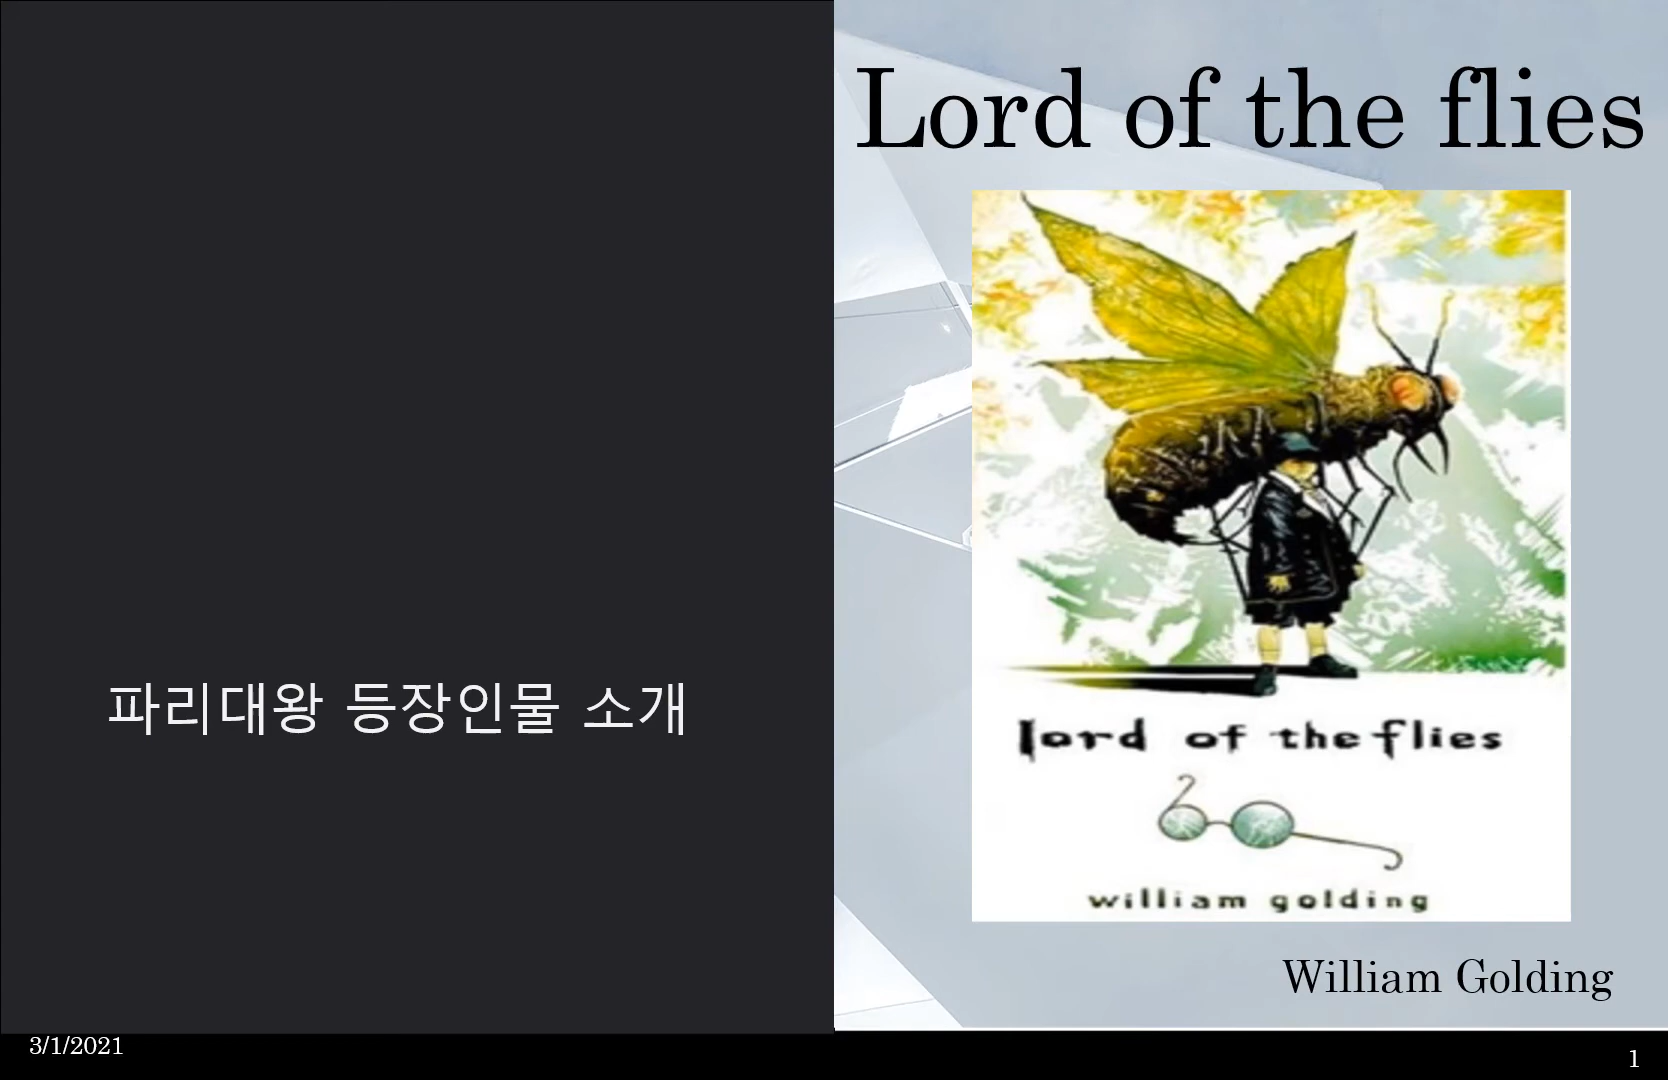 파리대왕 등장인물 소개
Lord of the flies
lord of the flies
william golding
William Golding
3/1/2021
1